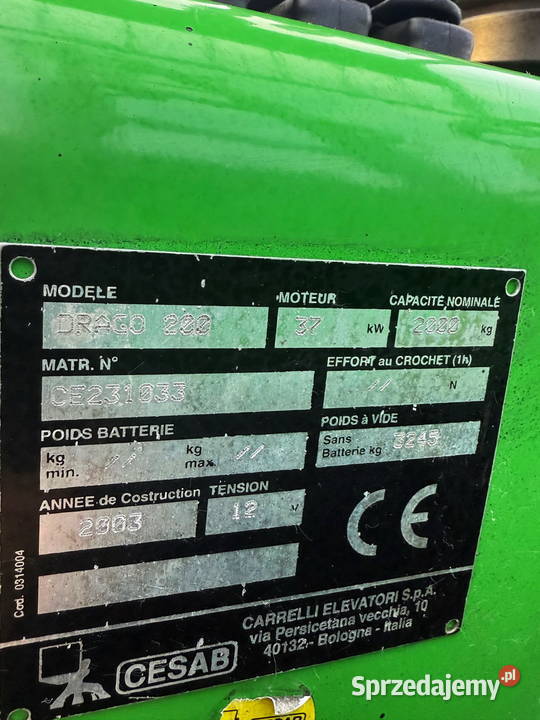 MODELE
MOTEUR
CAPACITÉ NOMINALE
DRAGO 200
37 kW
2000 kg
MATR. N°
EFFORT au CROCHET (1h)
CE231033
// N
POIDS BATTERIE
POIDS à VIDE
kg min. //
kg max. //
Sans Batterie kg 3245
ANNEE de Costruction
TENSION
2003
12 V
CE
Cod. 0314004
CARRELLI ELEVATORI S.p.A.
via Persicetana vecchia, 10
40132.- Bologna - Italia
CESAB
CESAB
Sprzedajemy.pl